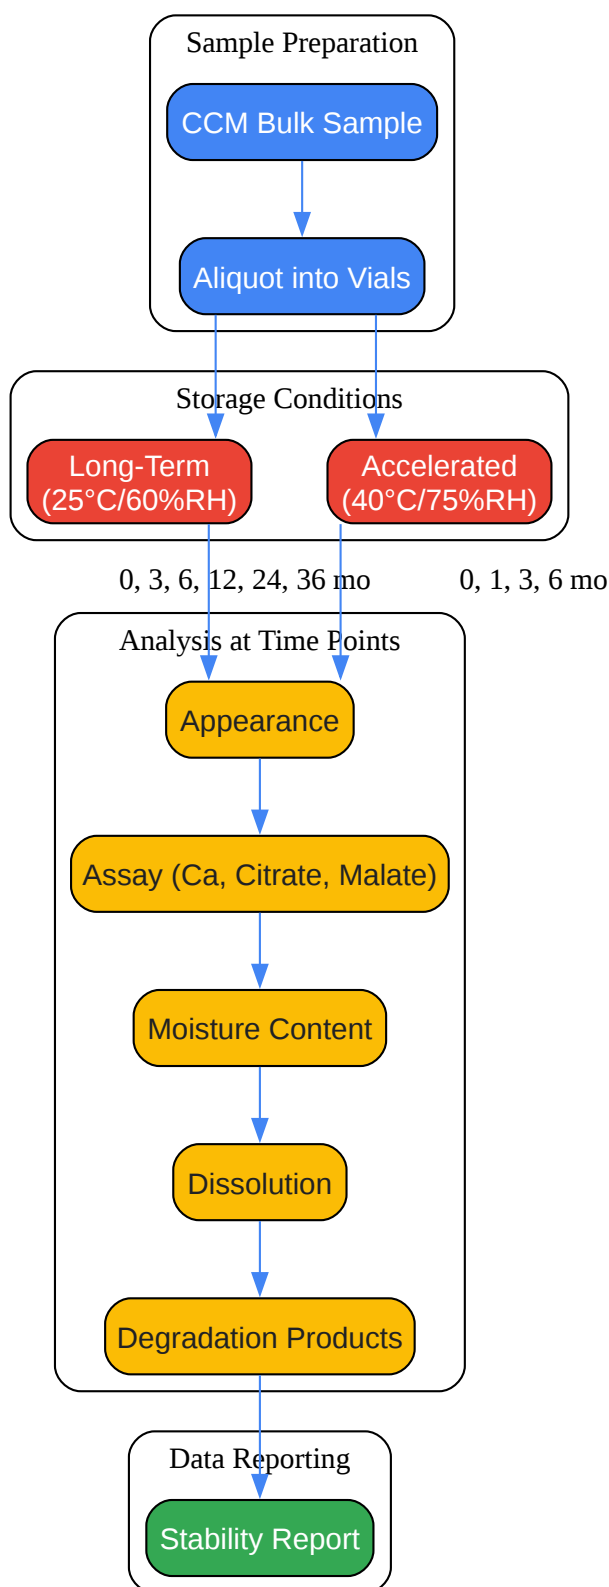 Sample Preparation
CCM Bulk Sample
Aliquot into Vials
Storage Conditions
Long-Term
(25°C/60%RH)
Accelerated
(40°C/75%RH)
0, 3, 6, 12, 24, 36 mo
0, 1, 3, 6 mo
Analysis at Time Points
Appearance
Assay (Ca, Citrate, Malate)
Moisture Content
Dissolution
Degradation Products
Data Reporting
Stability Report